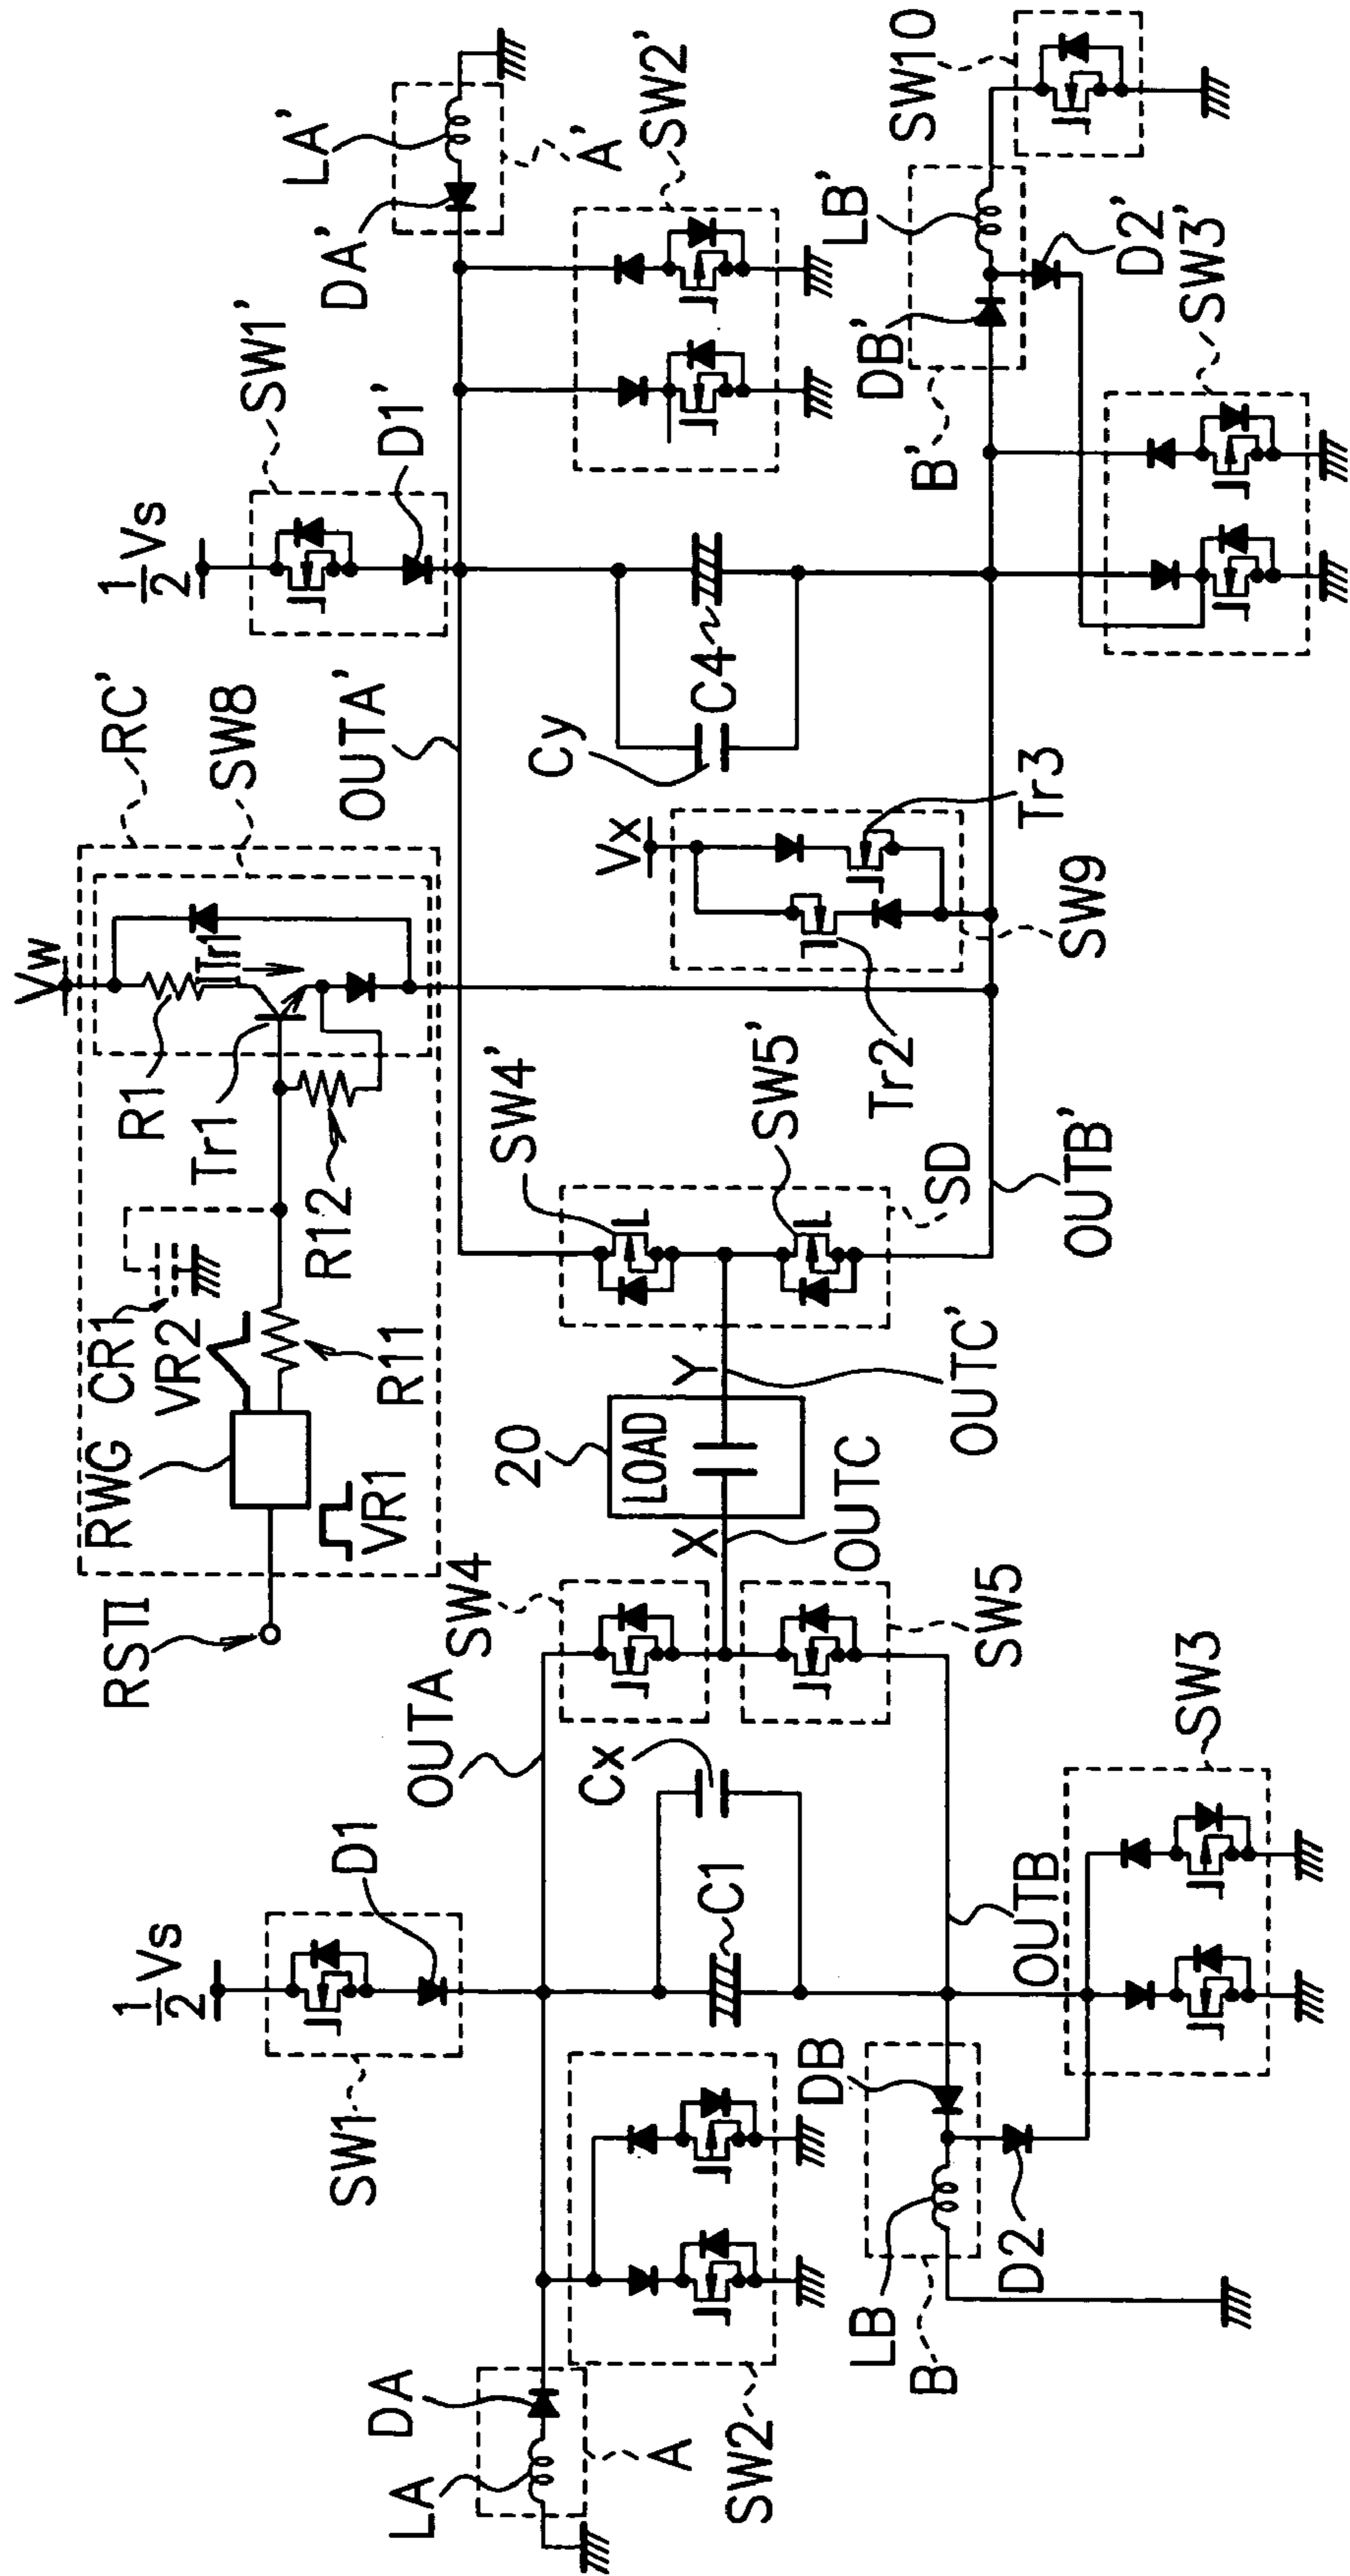 RSTⅡ
RWG
VR1
CR1
VR2
R11
R12
Tr1
R1
ITr1
Vw
RC'
SW8
1/2 Vs
SW1
D1
OUTA
SW4
20
LOAD
X
Y
SW4'
OUTA'
1/2 Vs
SW1'
D1'
LA'
DA'
A'
SW2'
LA
DA
A
SW2
C1
Cx
OUTC
OUTC'
SW5
SW5'
SD
Tr2
Vx
Tr3
SW9
Cy
C4
LB
DB
B
D2
OUTB
SW3
OUTB'
B'
DB'
LB'
SW10
D2'
SW3'